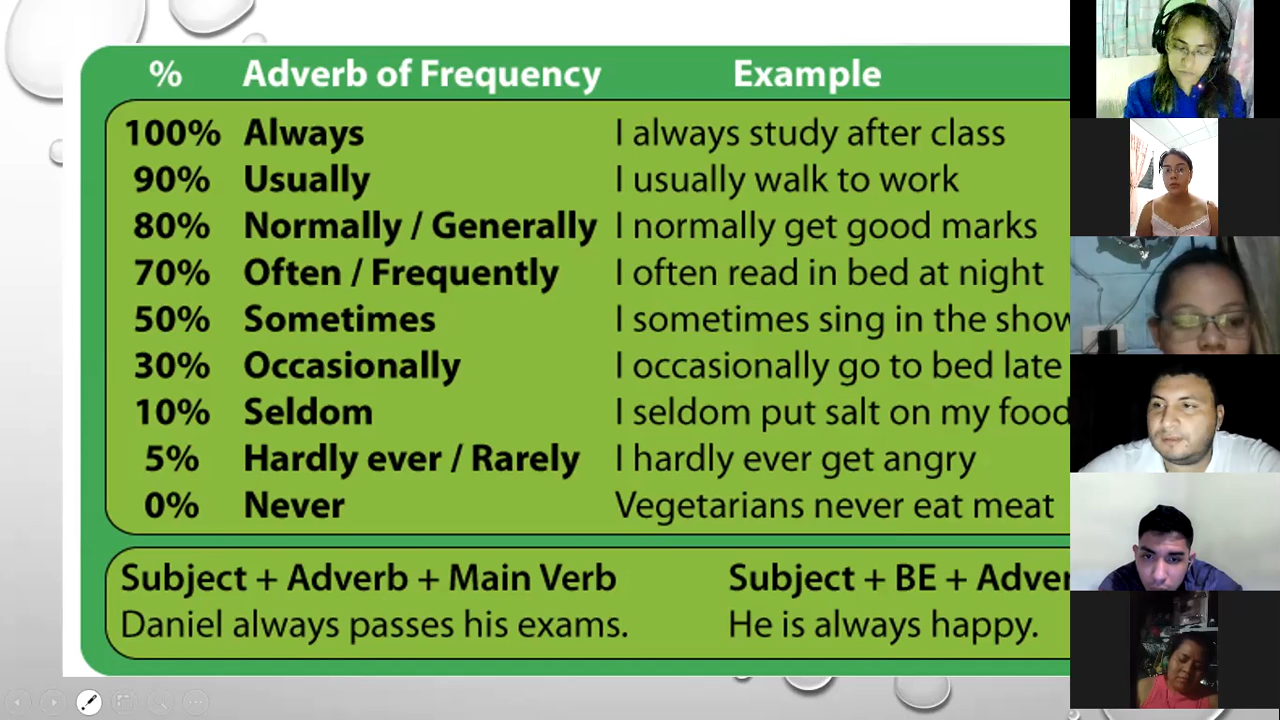 % Adverb of Frequency Example
100% Always I always study after class
90% Usually I usually walk to work
80% Normally / Generally I normally get good marks
70% Often / Frequently I often read in bed at night
50% Sometimes I sometimes sing in the show
30% Occasionally I occasionally go to bed late
10% Seldom I seldom put salt on my food
5% Hardly ever / Rarely I hardly ever get angry
0% Never Vegetarians never eat meat
Subject + Adverb + Main Verb Subject + BE + Adver
Daniel always passes his exams. He is always happy.